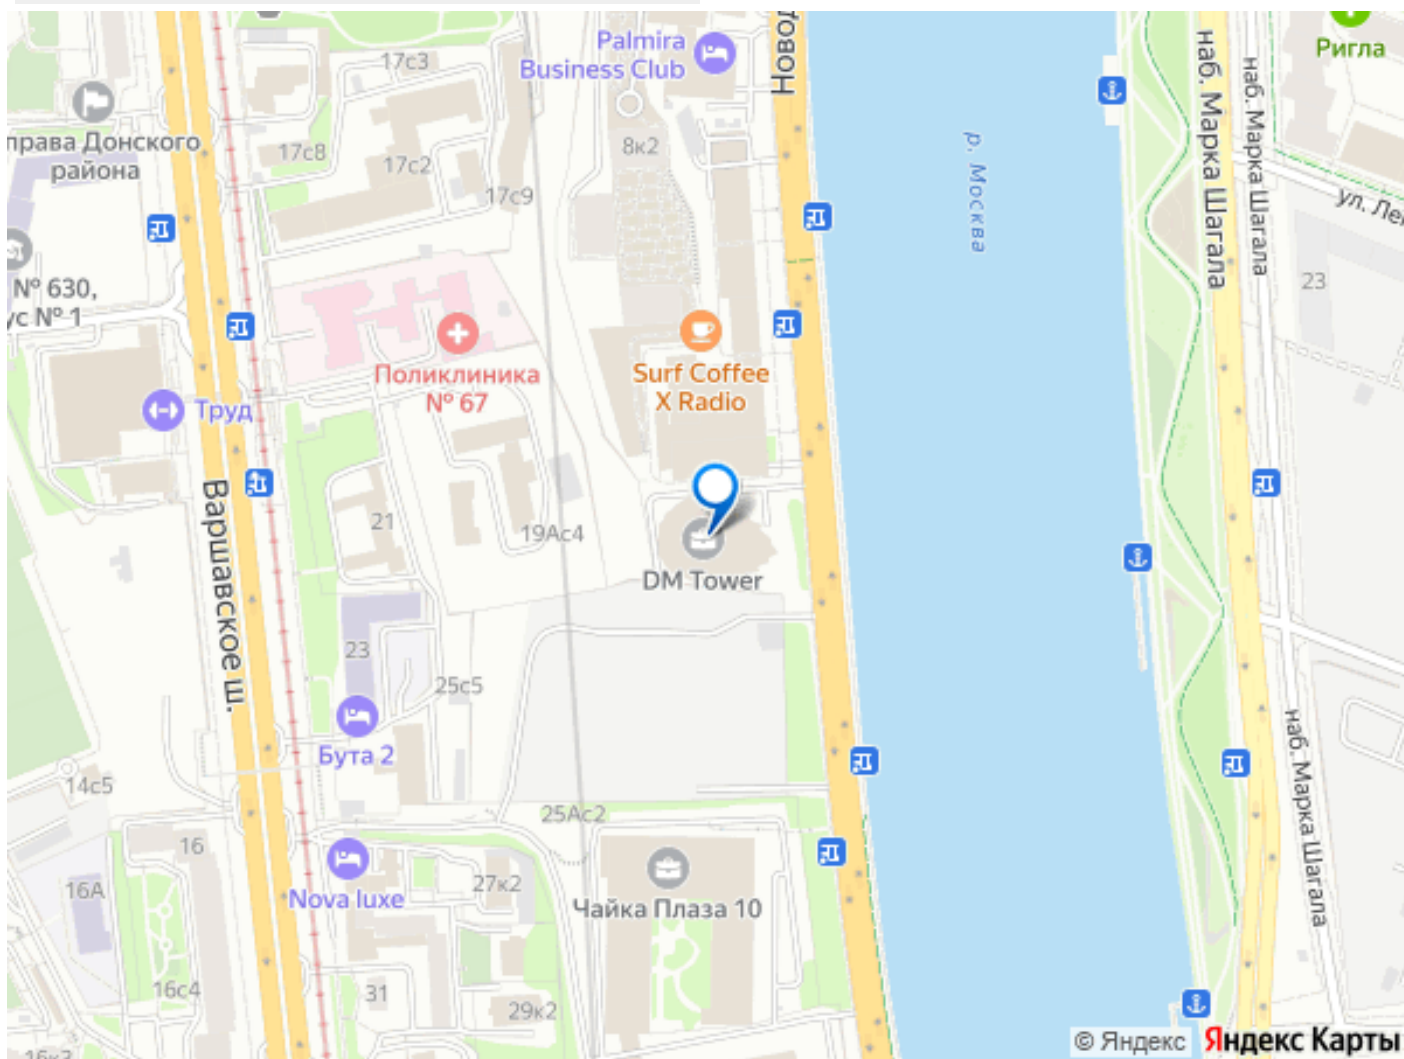 Palmira
Business Club
17с3
Новод
наб. Марка Шагала
наб. Марка Шагала
Ригла
права Донского
района
17с8
17с2
8к2
17с9
р. Москва
ул. Ле
23
№ 630,
ус № 1
Поликлиника
№ 67
Surf Coffee
X Radio
Труд
Варшавское ш.
21
19Ас4
DM Tower
23
25с5
Бута 2
14с5
25Ас2
наб. Марка Шагала
16
16А
Nova luxe
27к2
Чайка Плаза 10
16с4
31
29к2
© Яндекс
Яндекс Карты